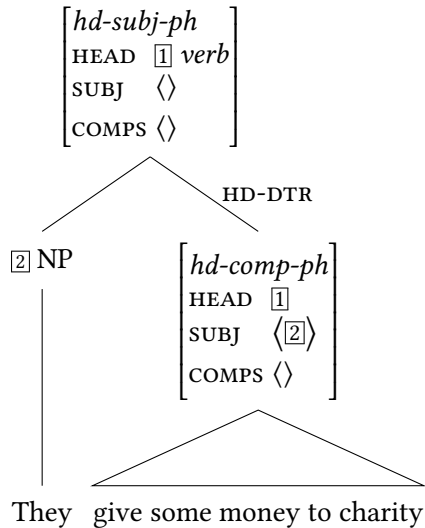 hd-subj-ph
HEAD 1 verb
SUBJ ⟨⟩
COMPS ⟨⟩
HD-DTR
2 NP
hd-comp-ph
HEAD 1
SUBJ ⟨2⟩
COMPS ⟨⟩
They give some money to charity